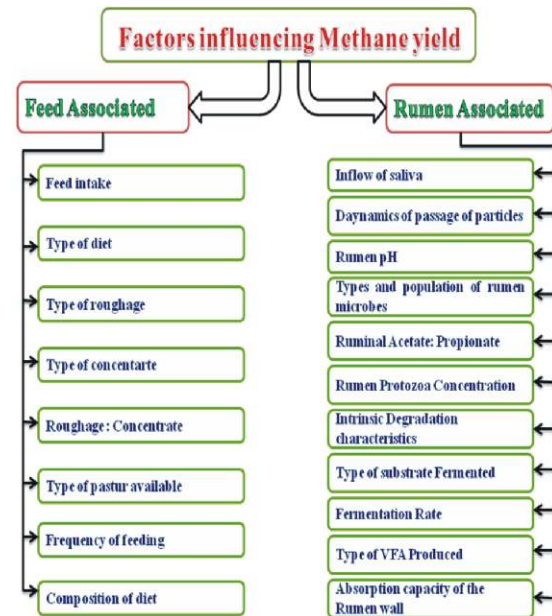 Factors influencing Methane yield
Feed Associated
Feed intake
Type of diet
Type of roughage
Type of concentarte
Roughage : Concentrate
Type of pastur available
Frequency of feeding
Composition of diet
Rumen Associated
Inflow of saliva
Daynamics of passage of particles
Rumen pH
Types and population of rumen
microbes
Ruminal Acetate: Propionate
Rumen Protozoa Concentration
Intrinsic Degradation
characteristics
Type of substrate Fermented
Fermentation Rate
Type of VFA Produced
Absorption capacity of the
Rumen wall